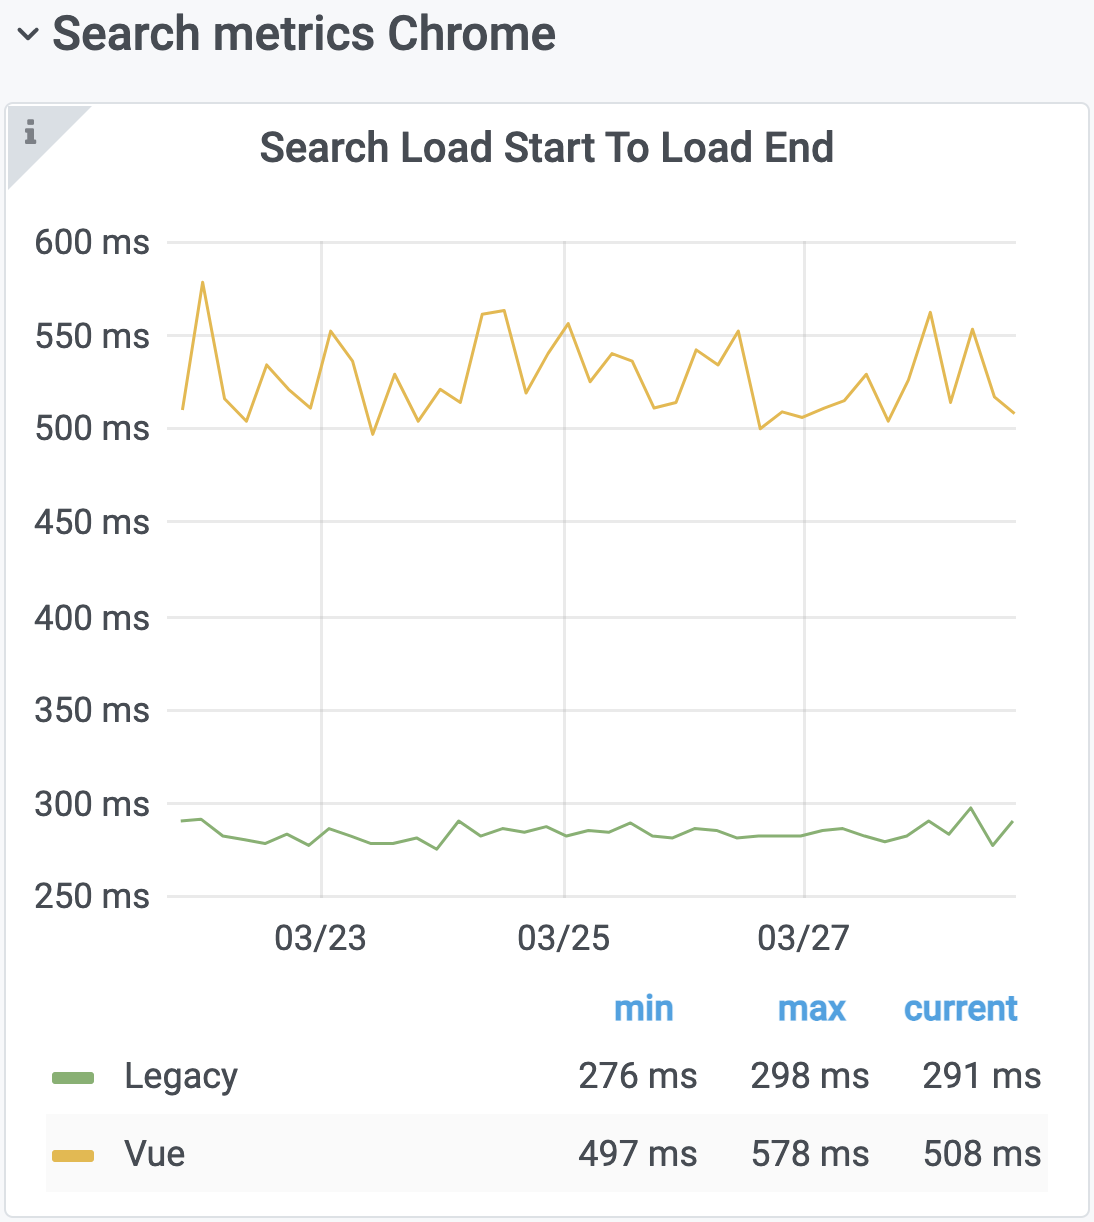 Search metrics Chrome
i
Search Load Start To Load End
600 ms
550 ms
500 ms
450 ms
400 ms
350 ms
300 ms
250 ms
03/23 03/25 03/27
min max current
Legacy 276 ms 298 ms 291 ms
Vue 497 ms 578 ms 508 ms